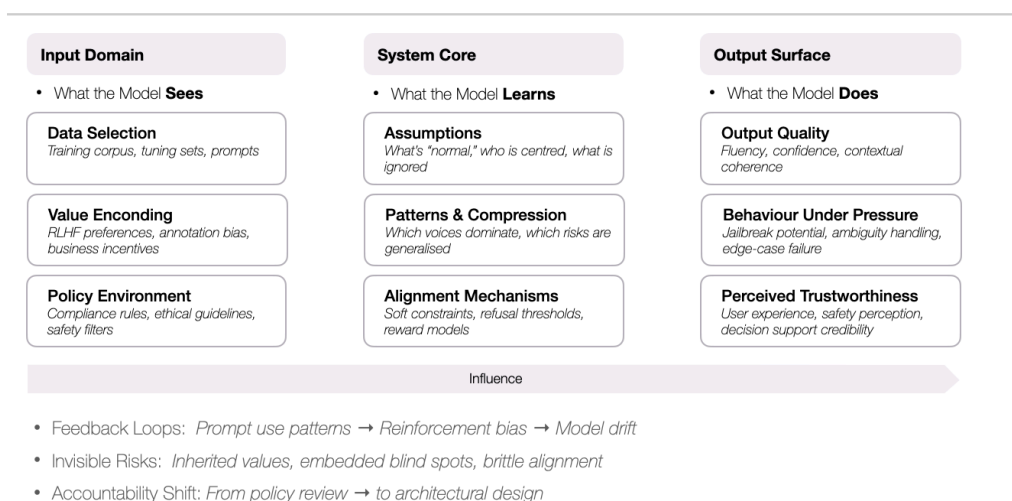 Input Domain
• What the Model Sees
Data Selection
Training corpus, tuning sets, prompts
Value Enconding
RLHF preferences, annotation bias,
business incentives
Policy Environment
Compliance rules, ethical guidelines,
safety filters
System Core
• What the Model Learns
Assumptions
What's "normal," who is centred, what is
ignored
Patterns & Compression
Which voices dominate, which risks are
generalised
Alignment Mechanisms
Soft constraints, refusal thresholds,
reward models
Output Surface
• What the Model Does
Output Quality
Fluency, confidence, contextual
coherence
Behaviour Under Pressure
Jailbreak potential, ambiguity handling,
edge-case failure
Perceived Trustworthiness
User experience, safety perception,
decision support credibility
Influence
• Feedback Loops: Prompt use patterns → Reinforcement bias → Model drift
• Invisible Risks: Inherited values, embedded blind spots, brittle alignment
• Accountability Shift: From policy review → to architectural design